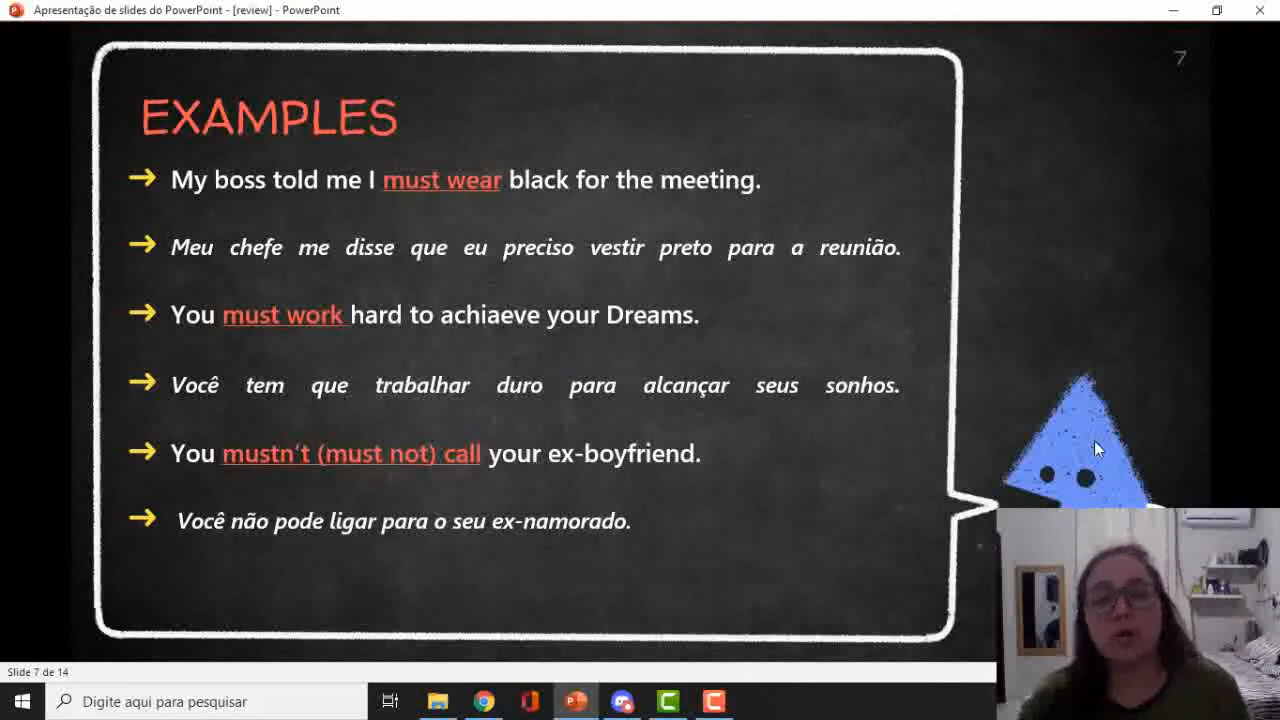 Apresentação de slides do PowerPoint - [review] - PowerPoint
7
EXAMPLES
My boss told me I must wear black for the meeting.
Meu chefe me disse que eu preciso vestir preto para a reunião.
You must work hard to achiaeve your Dreams.
Você tem que trabalhar duro para alcançar seus sonhos.
You mustn't (must not) call your ex-boyfriend.
Você não pode ligar para o seu ex-namorado.
Slide 7 de 14
Digite aqui para pesquisar